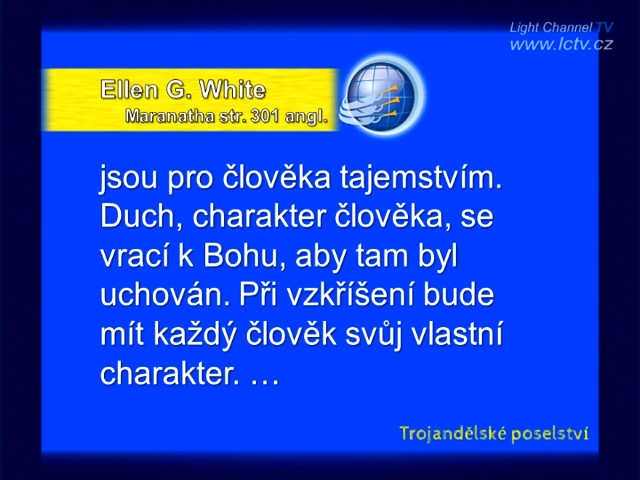 Light Channel TV
www.lctv.cz
Ellen G. White
Maranatha str. 301 angl.
jsou pro člověka tajemstvím.
Duch, charakter člověka, se
vrací k Bohu, aby tam byl
uchován. Při vzkříšení bude
mít každý člověk svůj vlastní
charakter. …
Trojandělské poselství